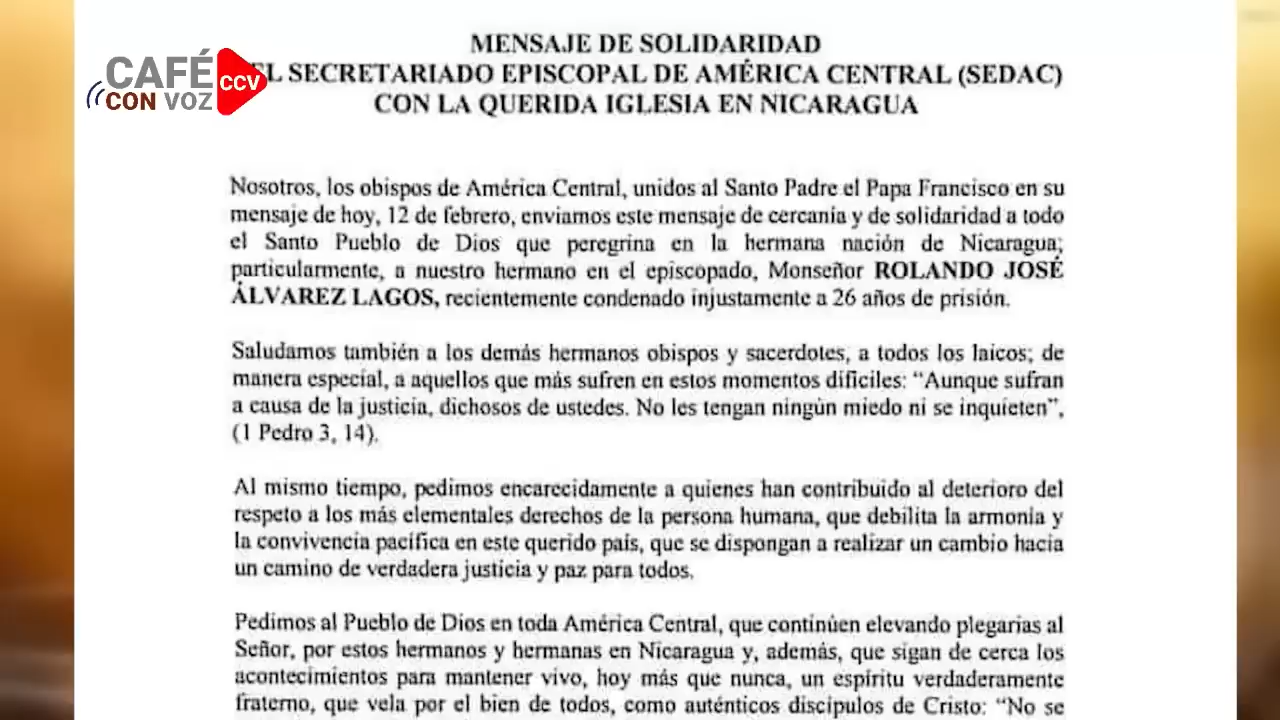 MENSAJE DE SOLIDARIDAD
EL SECRETARIADO EPISCOPAL DE AMÉRICA CENTRAL (SEDAC)
CON LA QUERIDA IGLESIA EN NICARAGUA
CAFÉ
CON VOZ
CCV
Nosotros, los obispos de América Central, unidos al Santo Padre el Papa Francisco en su
mensaje de hoy, 12 de febrero, enviamos este mensaje de cercanía y de solidaridad a todo
el Santo Pueblo de Dios que peregrina en la hermana nación de Nicaragua;
particularmente, a nuestro hermano en el episcopado, Monseñor ROLANDO JOSÉ
ÁLVAREZ LAGOS, recientemente condenado injustamente a 26 años de prisión.
Saludamos también a los demás hermanos obispos y sacerdotes, a todos los laicos; de
manera especial, a aquellos que más sufren en estos momentos difíciles: “Aunque sufran
a causa de la justicia, dichosos de ustedes. No les tengan ningún miedo ni se inquieten”,
(1 Pedro 3, 14).
Al mismo tiempo, pedimos encarecidamente a quienes han contribuido al deterioro del
respeto a los más elementales derechos de la persona humana, que debilita la armonía y
la convivencia pacífica en este querido país, que se dispongan a realizar un cambio hacia
un camino de verdadera justicia y paz para todos.
Pedimos al Pueblo de Dios en toda América Central, que continúen elevando plegarias al
Señor, por estos hermanos y hermanas en Nicaragua y, además, que sigan de cerca los
acontecimientos para mantener vivo, hoy más que nunca, un espíritu verdaderamente
fraterno, que vela por el bien de todos, como auténticos discípulos de Cristo: “No se